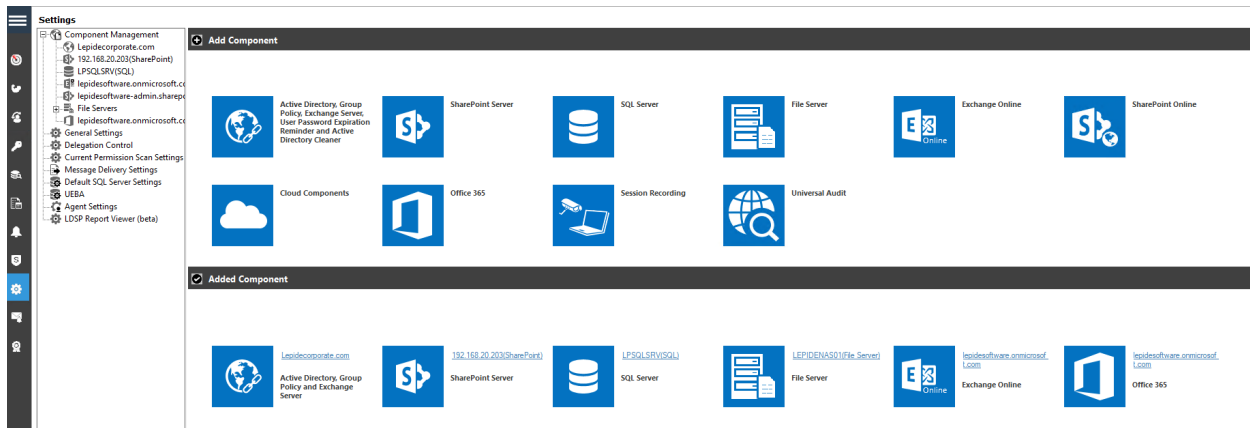 Settings
Component Management
Lepidecorporate.com
192.168.20.203(SharePoint)
LPSQLSRV(SQL)
lepidesoftware.onmicrosoft.co
lepidesoftware-admin.sharepo
File Servers
lepidesoftware.onmicrosoft.co
General Settings
Delegation Control
Current Permission Scan Settings
Message Delivery Settings
Default SQL Server Settings
UEBA
Agent Settings
LDSP Report Viewer (beta)
Add Component
Active Directory, Group
Policy, Exchange Server,
User Password Expiration
Reminder and Active
Directory Cleaner
SharePoint Server
SQL Server
File Server
Online
Exchange Online
SharePoint Online
Cloud Components
Office 365
Session Recording
Universal Audit
Added Component
Lepidecorporate.com
Active Directory, Group
Policy and Exchange
Server
192.168.20.203(SharePoint)
SharePoint Server
LPSQLSRV(SQL)
SQL Server
LEPIDENAS01(File Server)
File Server
Online
lepidesoftware.onmicrosof
t.com
Exchange Online
lepidesoftware.onmicrosof
t.com
Office 365